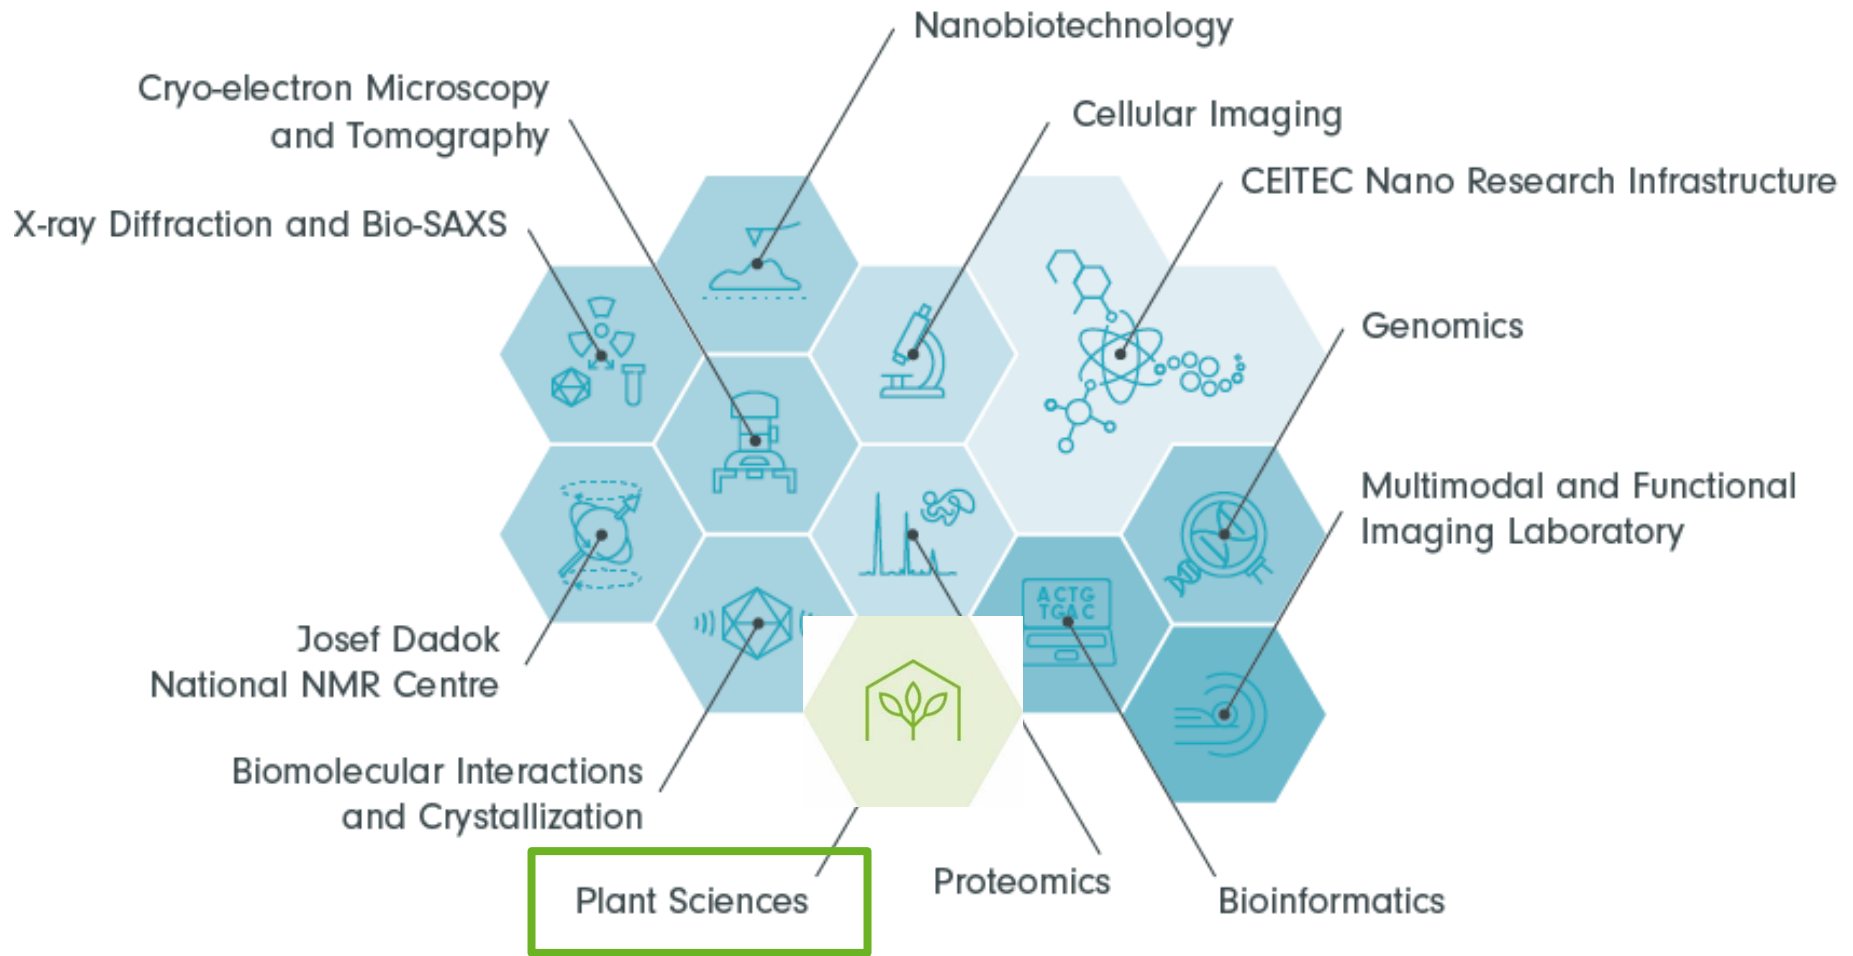 Nanobiotechnology
Cryo-electron Microscopy
and Tomography
Cellular Imaging
CEITEC Nano Research Infrastructure
X-ray Diffraction and Bio-SAXS
Genomics
Multimodal and Functional
Imaging Laboratory
ACTG
TGAC
Josef Dadok
National NMR Centre
Biomolecular Interactions
and Crystallization
Plant Sciences
Proteomics
Bioinformatics